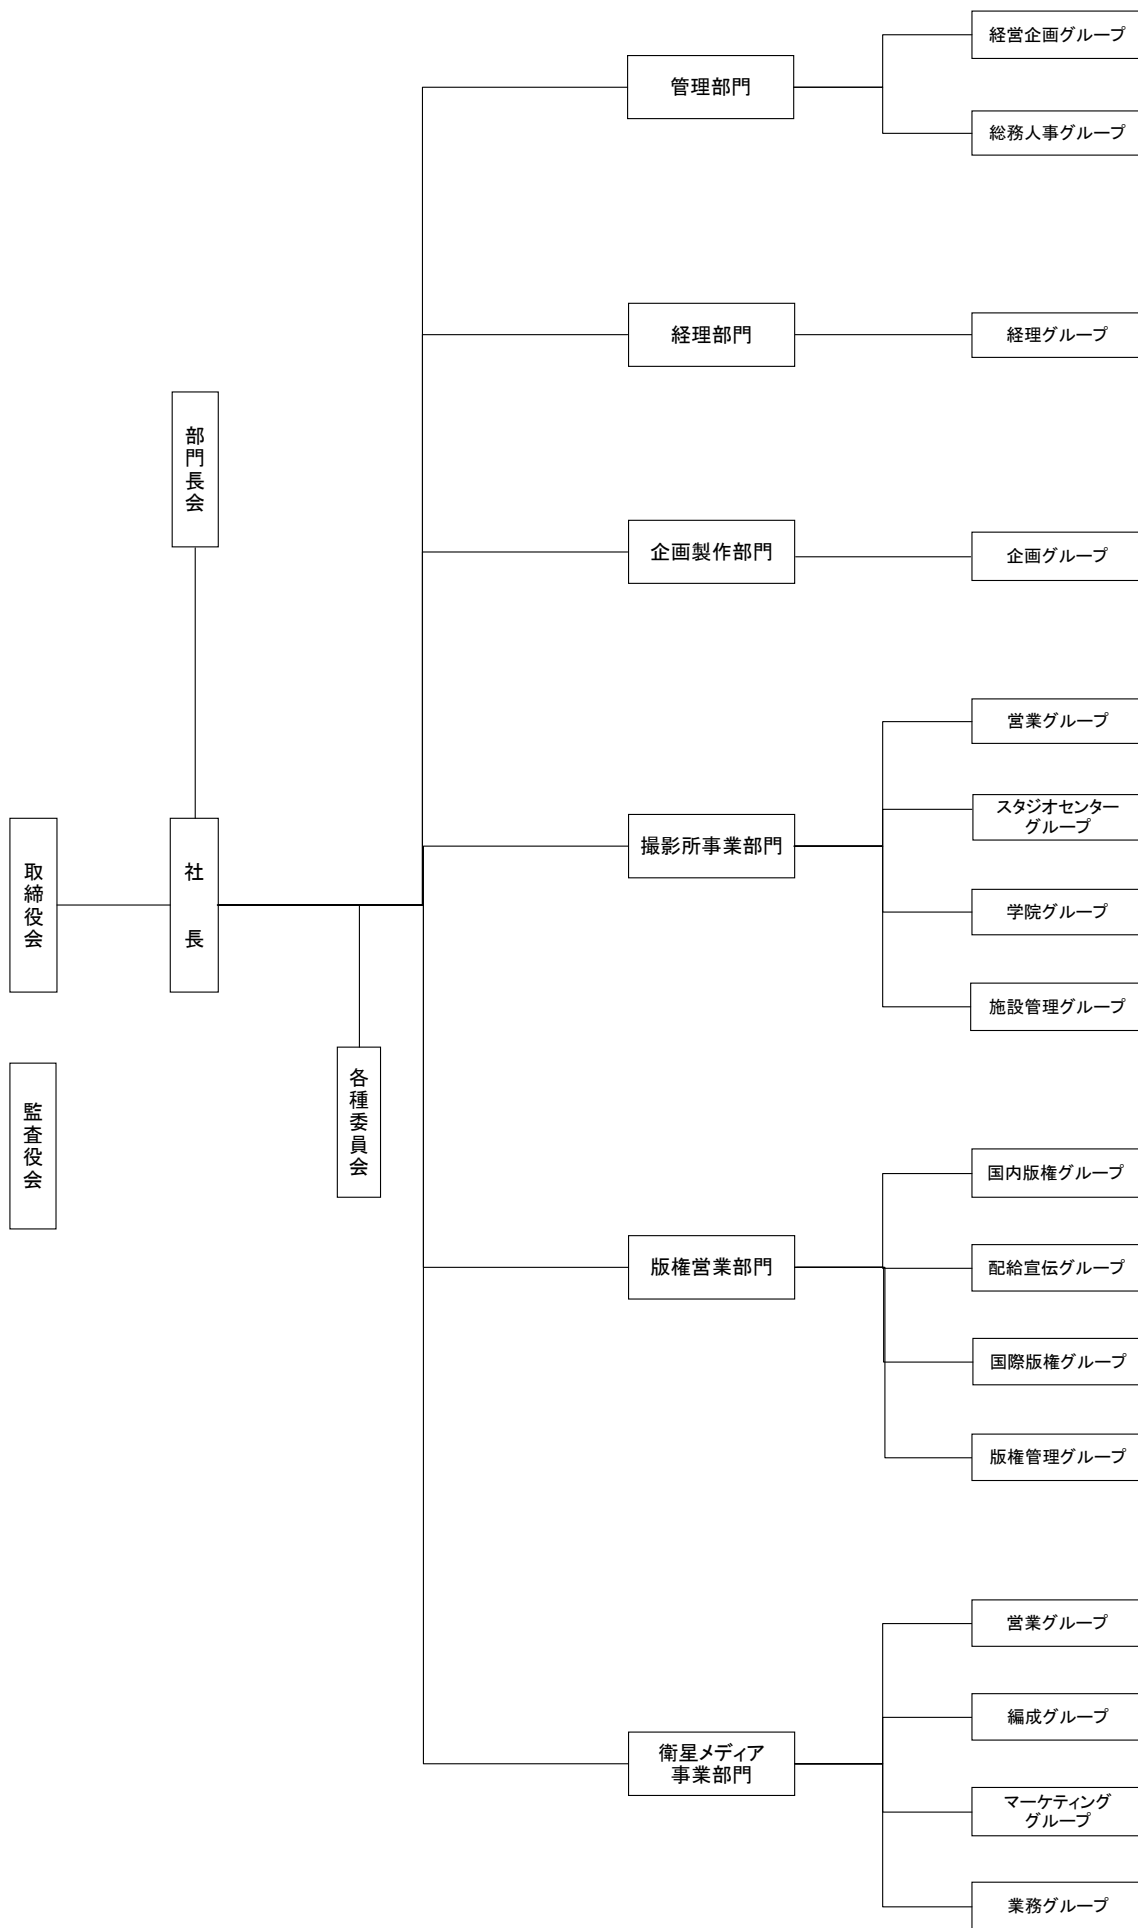 経営企画グループ
管理部門
総務人事グループ
経理部門
経理グループ
部門長会
企画製作部門
企画グループ
営業グループ
スタジオセンター
グループ
撮影所事業部門
学院グループ
施設管理グループ
取締役会
社長
監査役会
各種委員会
国内版権グループ
版権営業部門
配給宣伝グループ
国際版権グループ
版権管理グループ
営業グループ
編成グループ
衛星メディア
事業部門
マーケティング
グループ
業務グループ